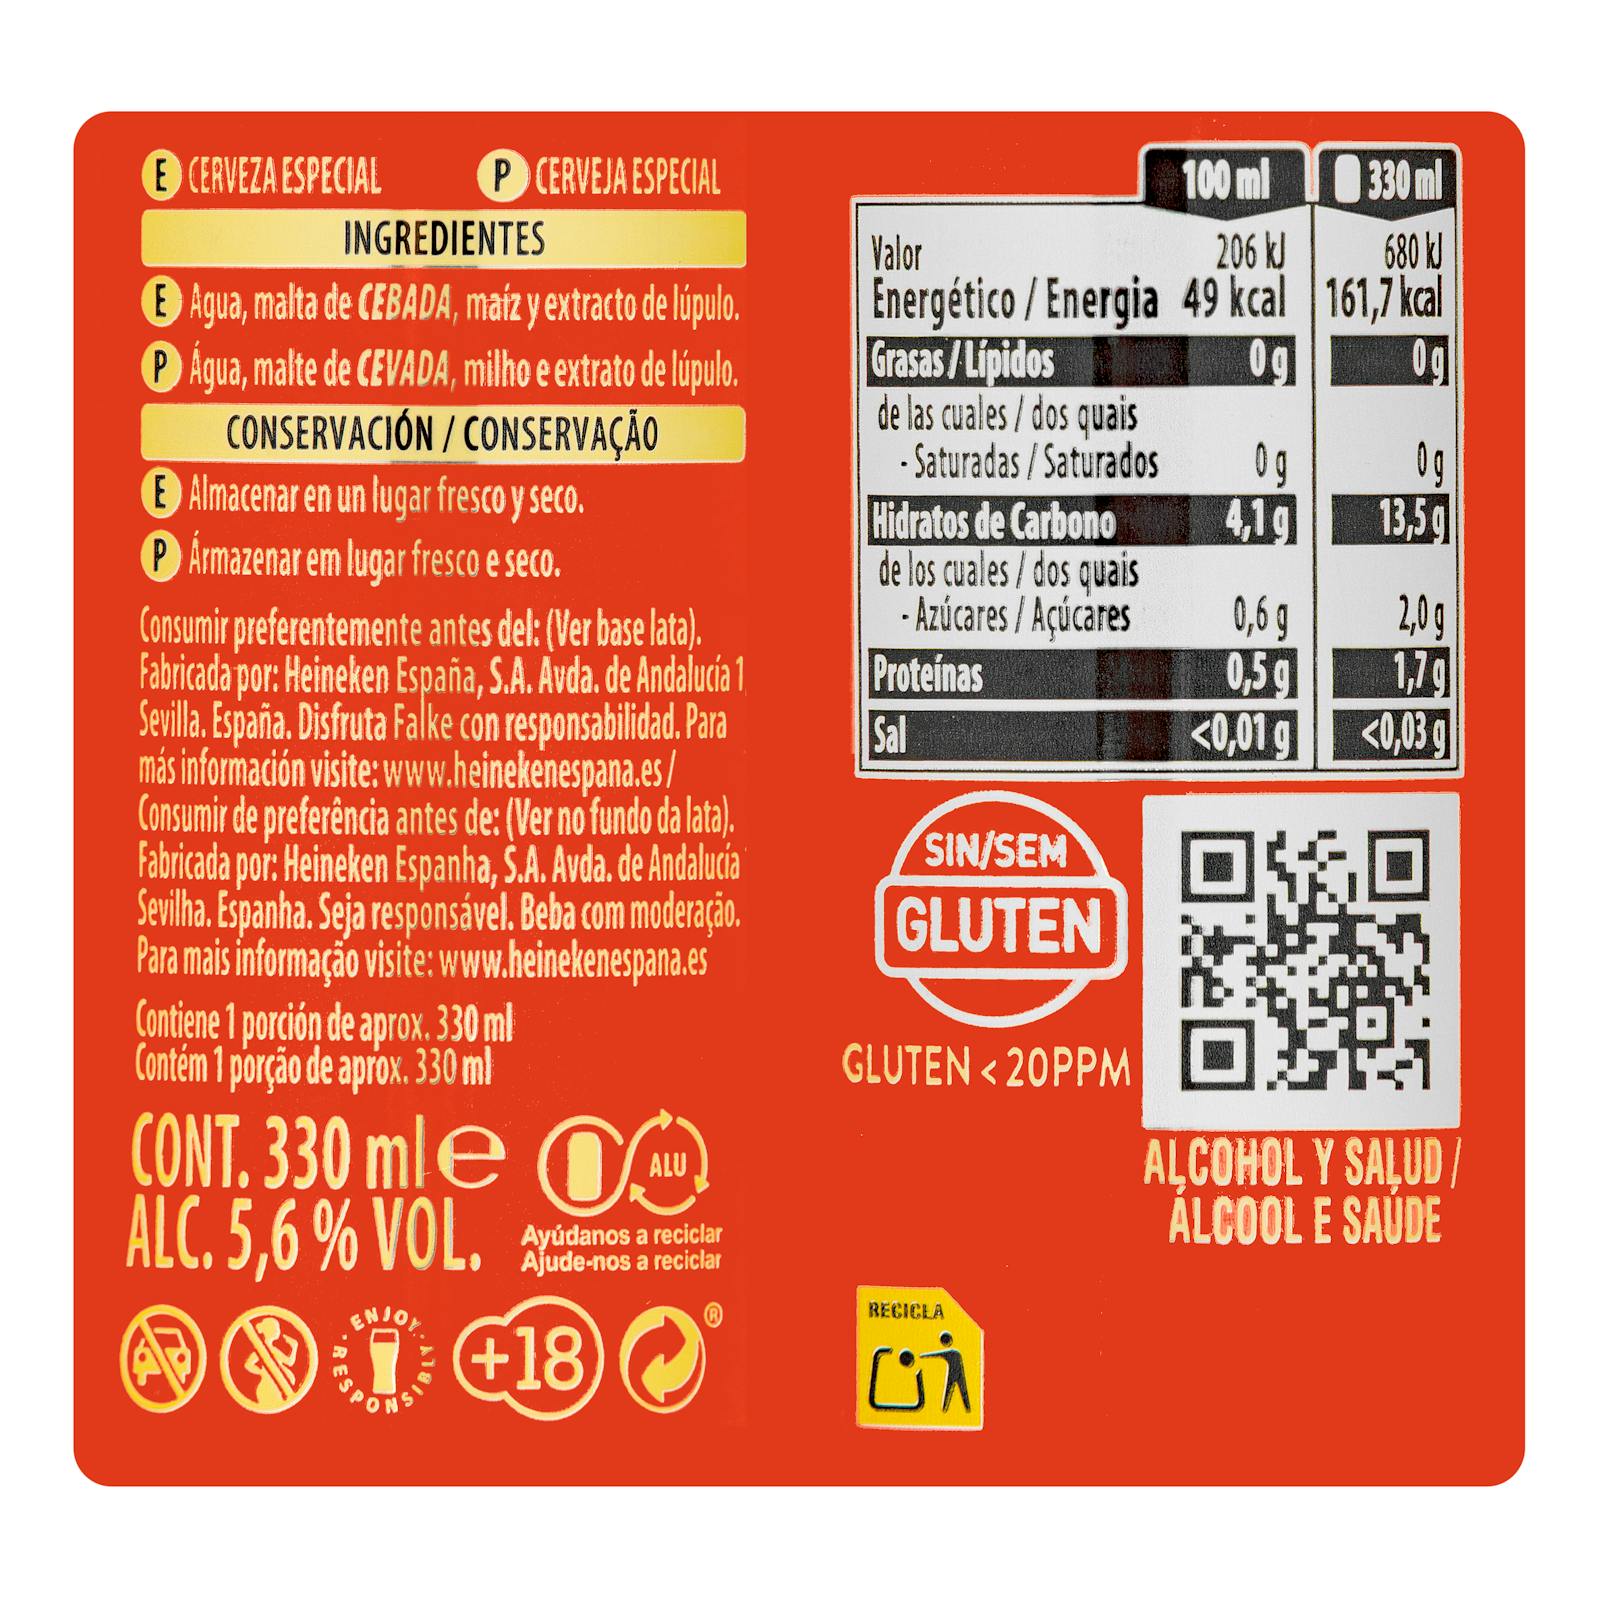 E CERVEZA ESPECIAL P CERVEJA ESPECIAL
INGREDIENTES
E Agua, malta de CEBADA, maíz y extracto de lúpulo.
P Água, malte de CEVADA, milho e extrato de lúpulo.
CONSERVACIÓN / CONSERVAÇÃO
E Almacenar en un lugar fresco y seco.
P Ármazenar em lugar fresco e seco.
Consumir preferentemente antes del: (Ver base lata).
Fabricada por: Heineken España, S.A. Avda. de Andalucía 1
Sevilla. España. Disfruta Falke con responsabilidad. Para
más información visite: www.heinekenespana.es /
Consumir de preferência antes de: (Ver no fundo da lata).
Fabricada por: Heineken Espanha, S.A. Avda. de Andalucía
Sevilha. Espanha. Seja responsável. Beba com moderação.
Para mais informação visite: www.heinekenespana.es
Contiene 1 porción de aprox. 330 ml
Contém 1 porção de aprox. 330 ml
CONT. 330 ml e
ALC. 5,6 % VOL.
ALU
Ayúdanos a reciclar
Ajude-nos a reciclar
ENJOY RESPONSIBLY
+18
®
100 ml 330 ml
Valor 206 kJ 680 kJ
Energético / Energia 49 kcal 161,7 kcal
Grasas / Lípidos 0 g 0 g
de las cuales / dos quais
- Saturadas / Saturados 0 g 0 g
Hidratos de Carbono 4,1 g 13,5 g
de los cuales / dos quais
- Azúcares / Açúcares 0,6 g 2,0 g
Proteínas 0,5 g 1,7 g
Sal <0,01 g <0,03 g
SIN/SEM
GLUTEN
GLUTEN < 20PPM
ALCOHOL Y SALUD /
ÁLCOOL E SAÚDE
RECICLA